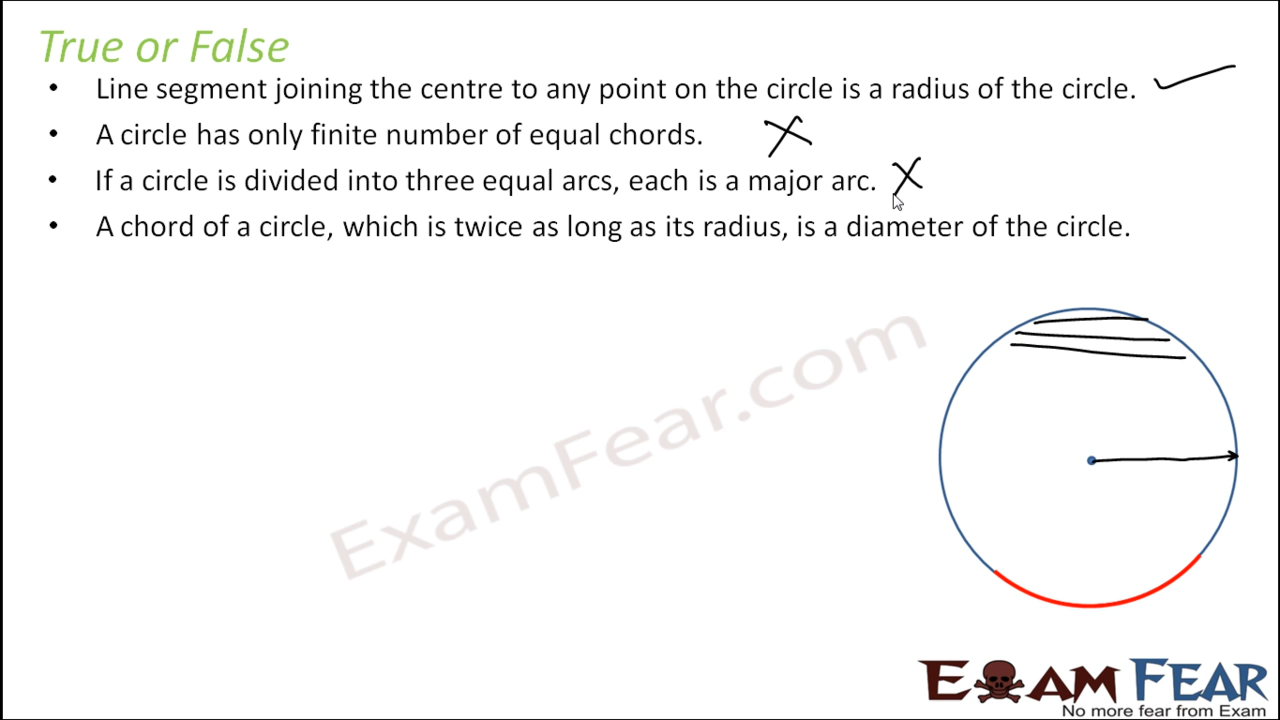 True or False
• Line segment joining the centre to any point on the circle is a radius of the circle.
• A circle has only finite number of equal chords.
• If a circle is divided into three equal arcs, each is a major arc.
• A chord of a circle, which is twice as long as its radius, is a diameter of the circle.
ExamFear.com
EXAM FEAR
No more fear from Exam